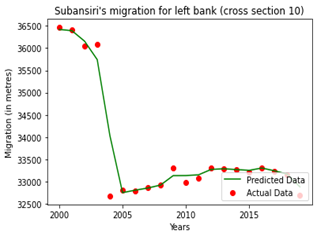 Subansiri's migration for left bank (cross section 10)
Migration (in metres)
36500
36000
35500
35000
34500
34000
33500
33000
32500
Predicted Data
Actual Data
2000
2005
2010
2015
Years